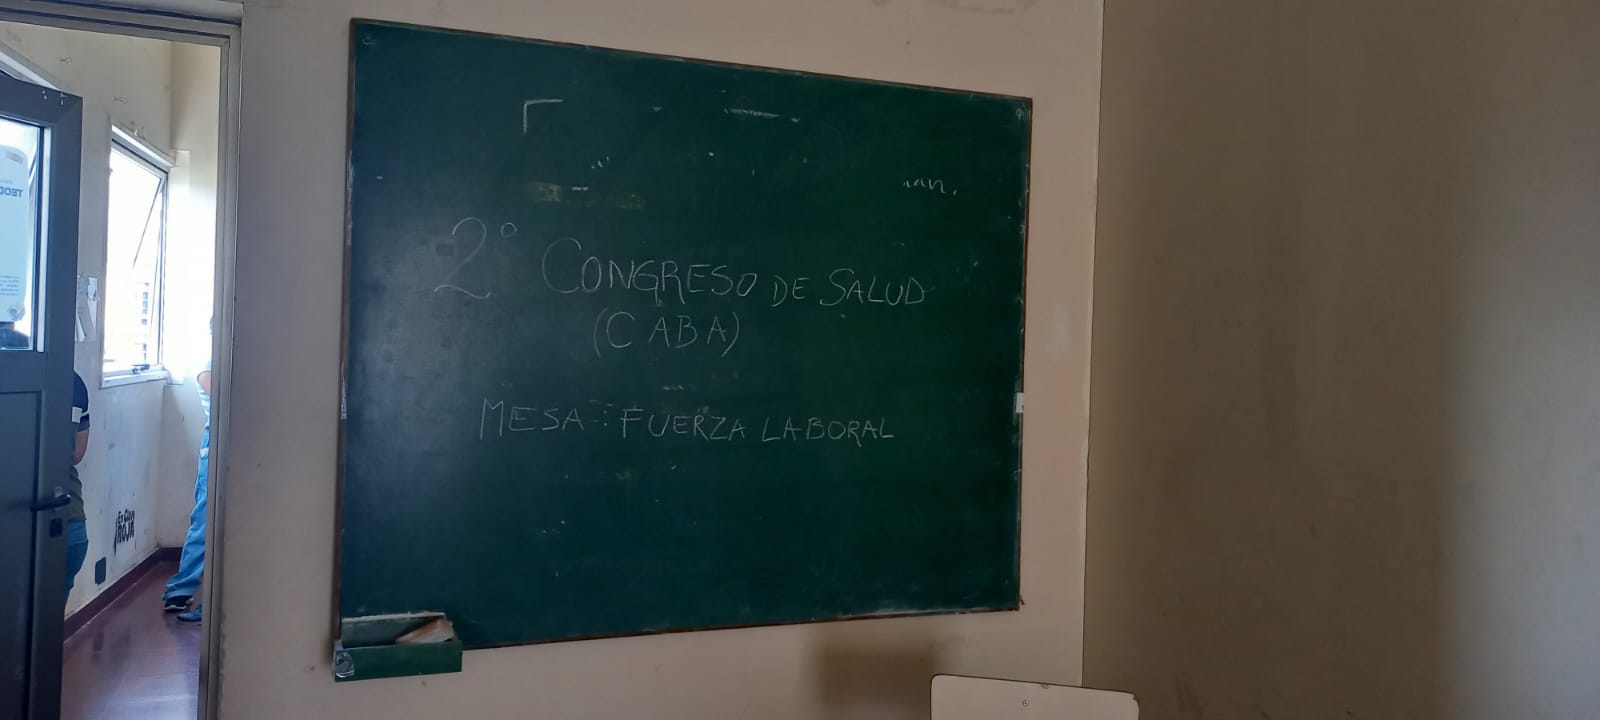 2° CONGRESO DE SALUD
(CABA)
MESA: FUERZA LABORAL